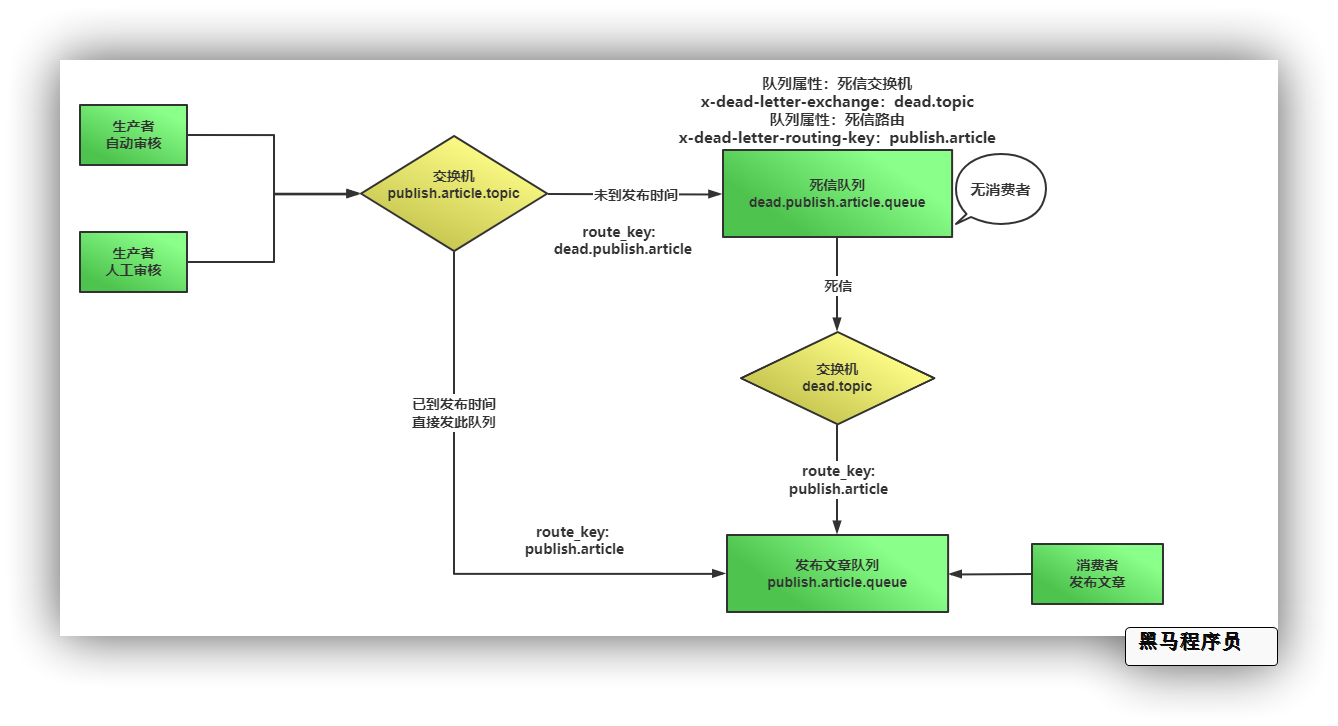 队列属性：死信交换机
x-dead-letter-exchange：dead.topic
队列属性：死信路由
x-dead-letter-routing-key：publish.article
生产者
自动审核
交换机
publish.article.topic
未到发布时间
route_key:
dead.publish.article
死信队列
dead.publish.article.queue
无消费者
生产者
人工审核
死信
交换机
dead.topic
已到发布时间
直接发此队列
route_key:
publish.article
route_key:
publish.article
发布文章队列
publish.article.queue
消费者
发布文章
黑马程序员